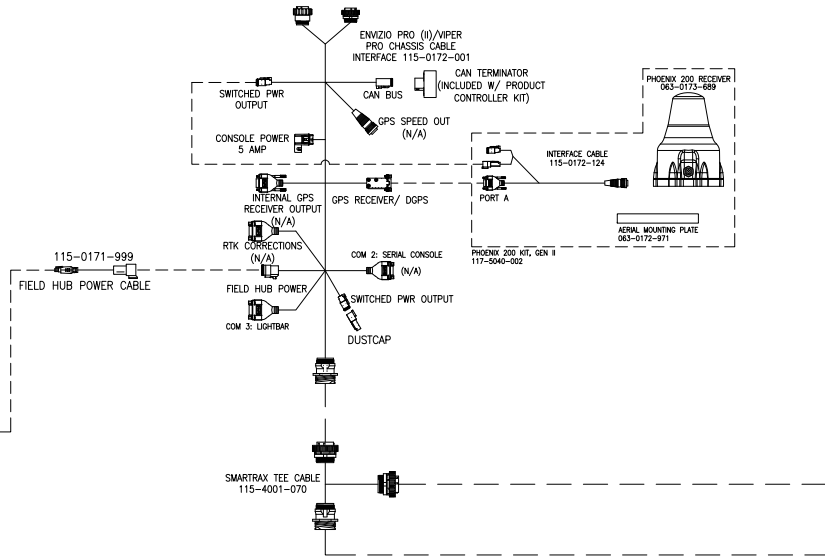 ENVIZIO PRO (II)/VIPER
PRO CHASSIS CABLE
INTERFACE 115-0172-001
SWITCHED PWR
OUTPUT
CAN BUS
CAN TERMINATOR
(INCLUDED W/ PRODUCT
CONTROLLER KIT)
PHOENIX 200 RECEIVER
063-0173-689
GPS SPEED OUT
(N/A)
CONSOLE POWER
5 AMP
INTERFACE CABLE
115-0172-124
INTERNAL GPS
RECEIVER OUTPUT
(N/A)
GPS RECEIVER/ DGPS
PORT A
AERIAL MOUNTING PLATE
063-0172-971
RTK CORRECTIONS
(N/A)
PHOENIX 200 KIT, GEN II
117-5040-002
115-0171-999
FIELD HUB POWER CABLE
COM 2: SERIAL CONSOLE
(N/A)
FIELD HUB POWER
SWITCHED PWR OUTPUT
COM 3: LIGHTBAR
DUSTCAP
SMARTRAX TEE CABLE
115-4001-070